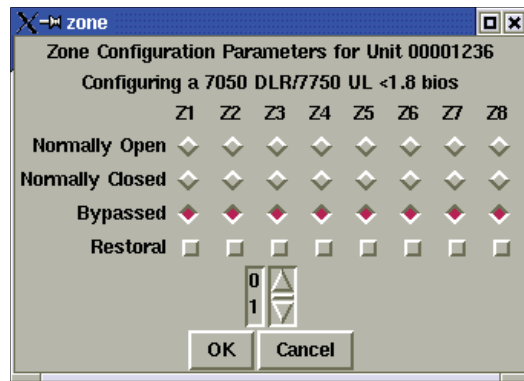 zone
Zone Configuration Parameters for Unit 00001236
Configuring a 7050 DLR/7750 UL <1.8 bios
Z1 Z2 Z3 Z4 Z5 Z6 Z7 Z8
Normally Open
Normally Closed
Bypassed
Restoral
0
1
OK Cancel